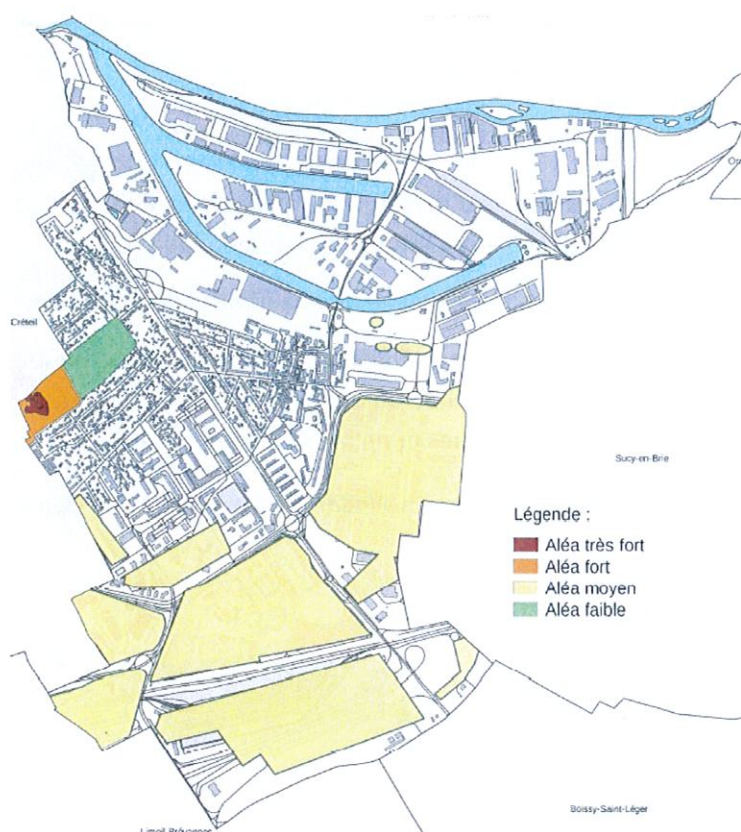 Créteil
Sucy-en-Brie
Légende :
Aléa très fort
Aléa fort
Aléa moyen
Aléa faible
Boissy-Saint-Léger